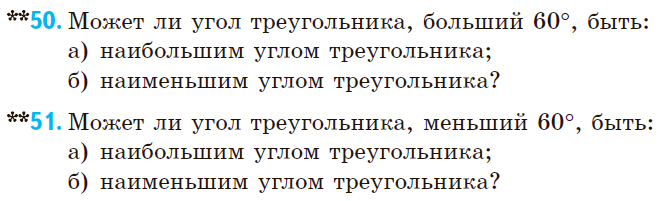 **50. Может ли угол треугольника, больший 60°, быть:
а) наибольшим углом треугольника;
б) наименьшим углом треугольника?
**51. Может ли угол треугольника, меньший 60°, быть:
а) наибольшим углом треугольника;
б) наименьшим углом треугольника?